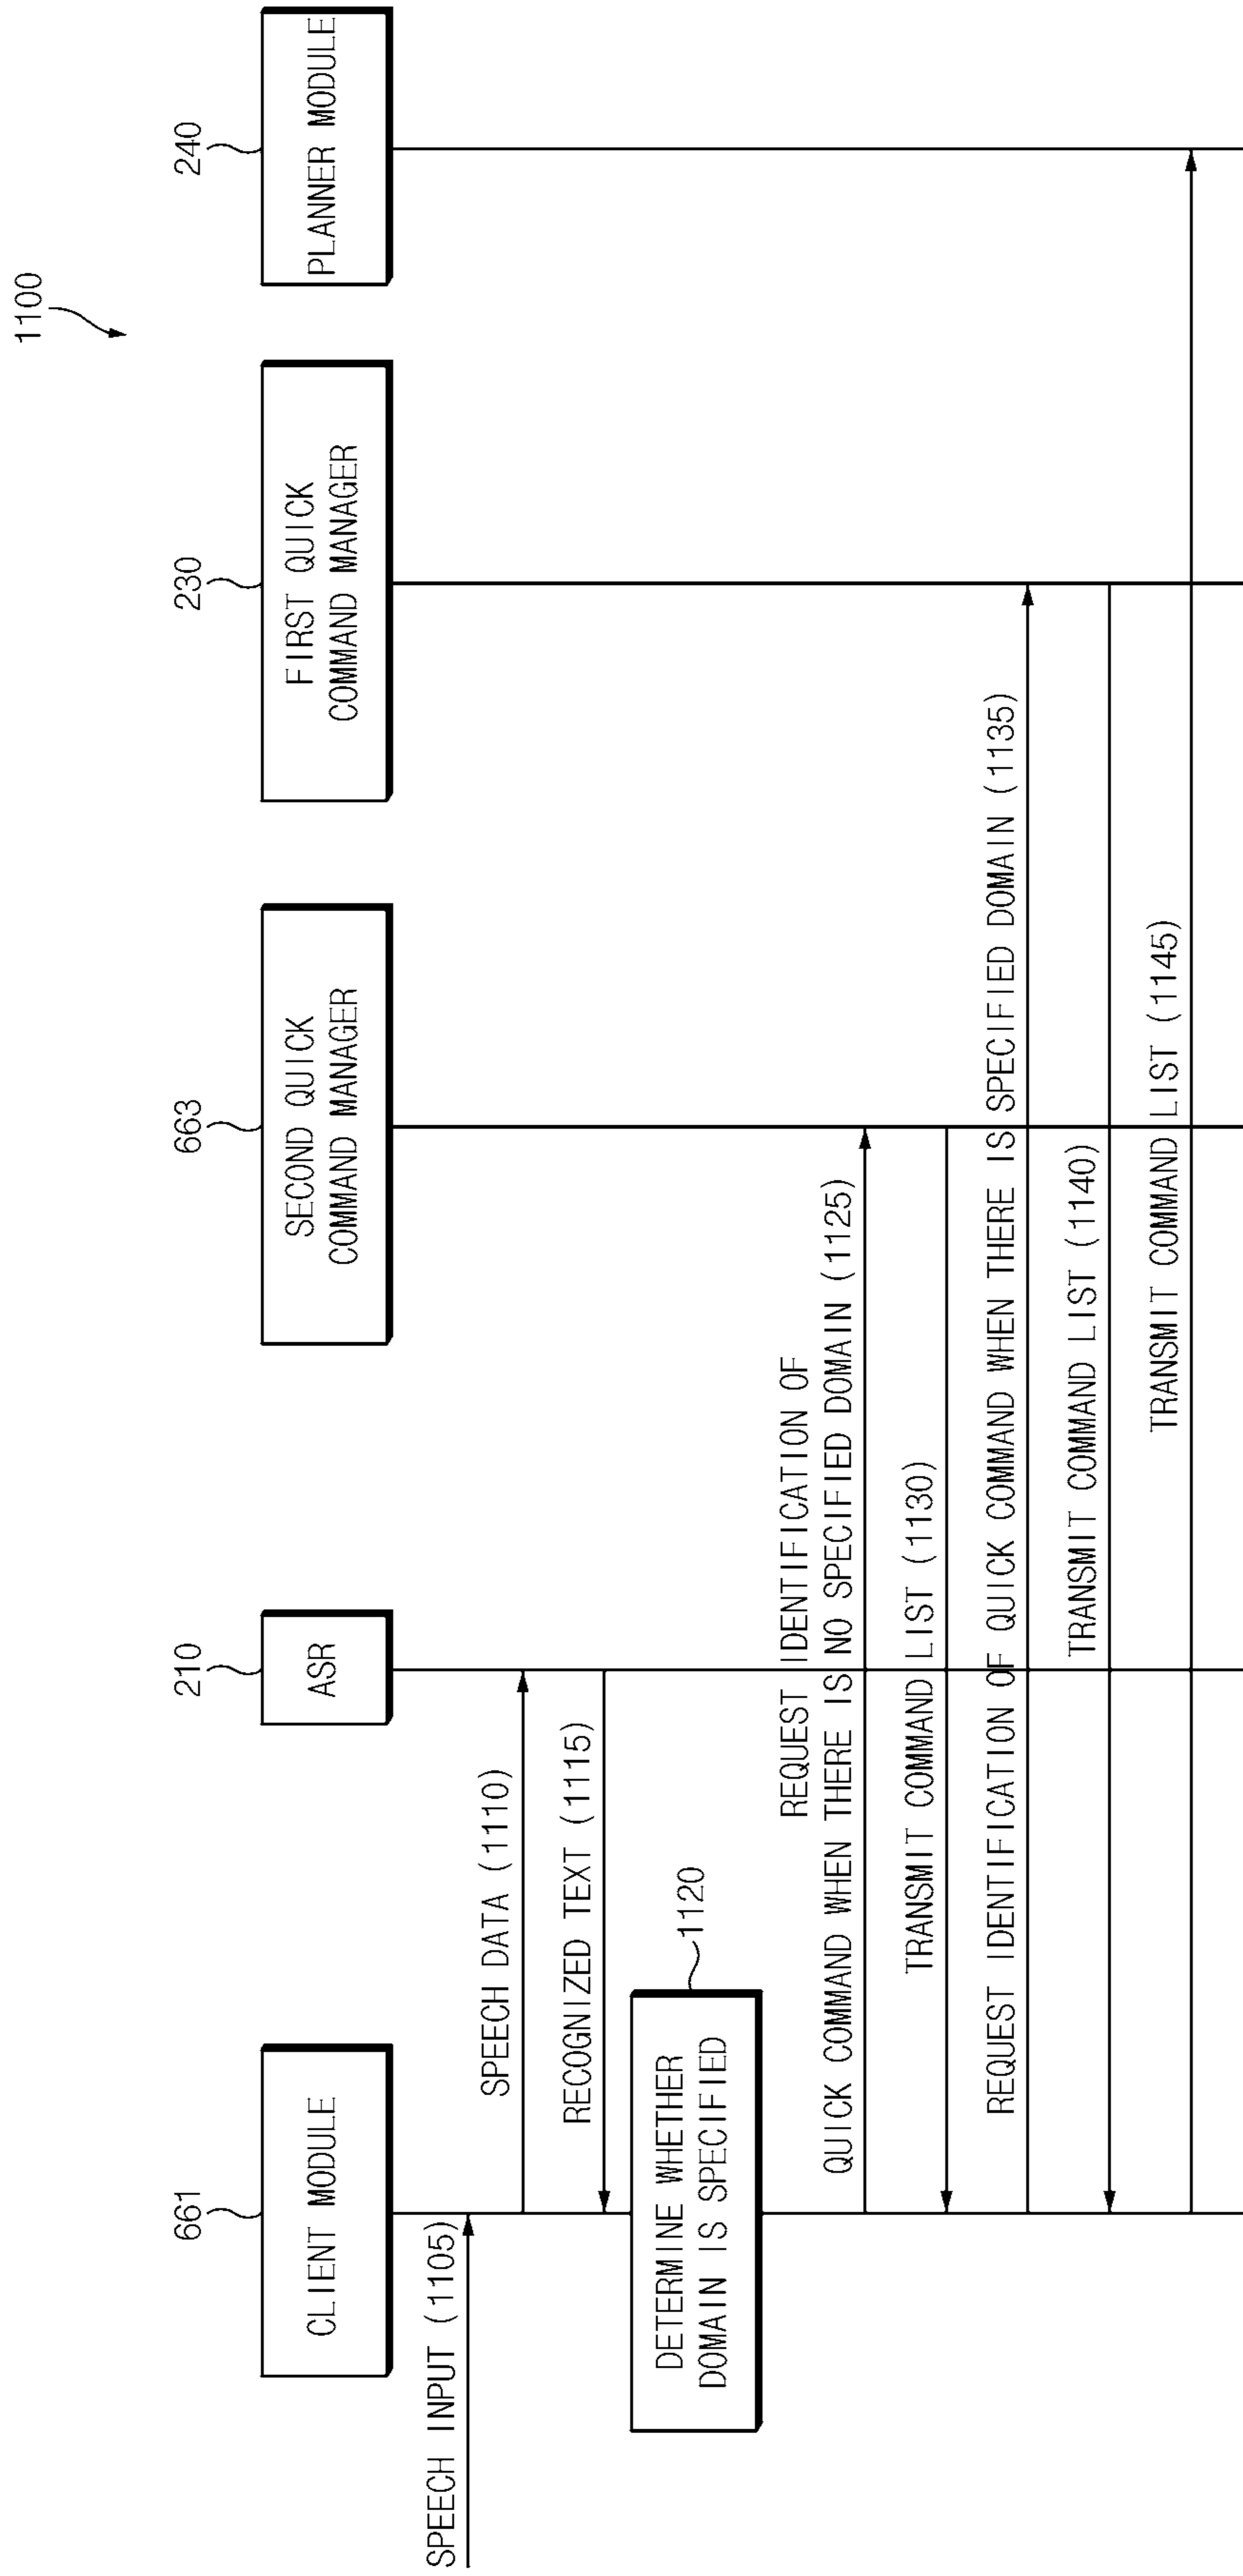 1100
661
210
663
230
240
CLIENT MODULE
ASR
SECOND QUICK
COMMAND MANAGER
FIRST QUICK
COMMAND MANAGER
PLANNER MODULE
SPEECH INPUT (1105)
SPEECH DATA (1110)
RECOGNIZED TEXT (1115)
DETERMINE WHETHER
DOMAIN IS SPECIFIED
1120
REQUEST IDENTIFICATION OF
QUICK COMMAND WHEN THERE IS NO SPECIFIED DOMAIN (1125)
TRANSMIT COMMAND LIST (1130)
REQUEST IDENTIFICATION OF QUICK COMMAND WHEN THERE IS SPECIFIED DOMAIN (1135)
TRANSMIT COMMAND LIST (1140)
TRANSMIT COMMAND LIST (1145)